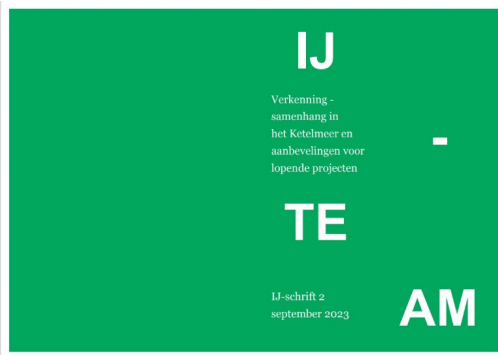 IJ
Verkenning -
samenhang in
het Ketelmeer en
aanbevelingen voor
lopende projecten
-
TE
IJ-schrift 2
september 2023
AM